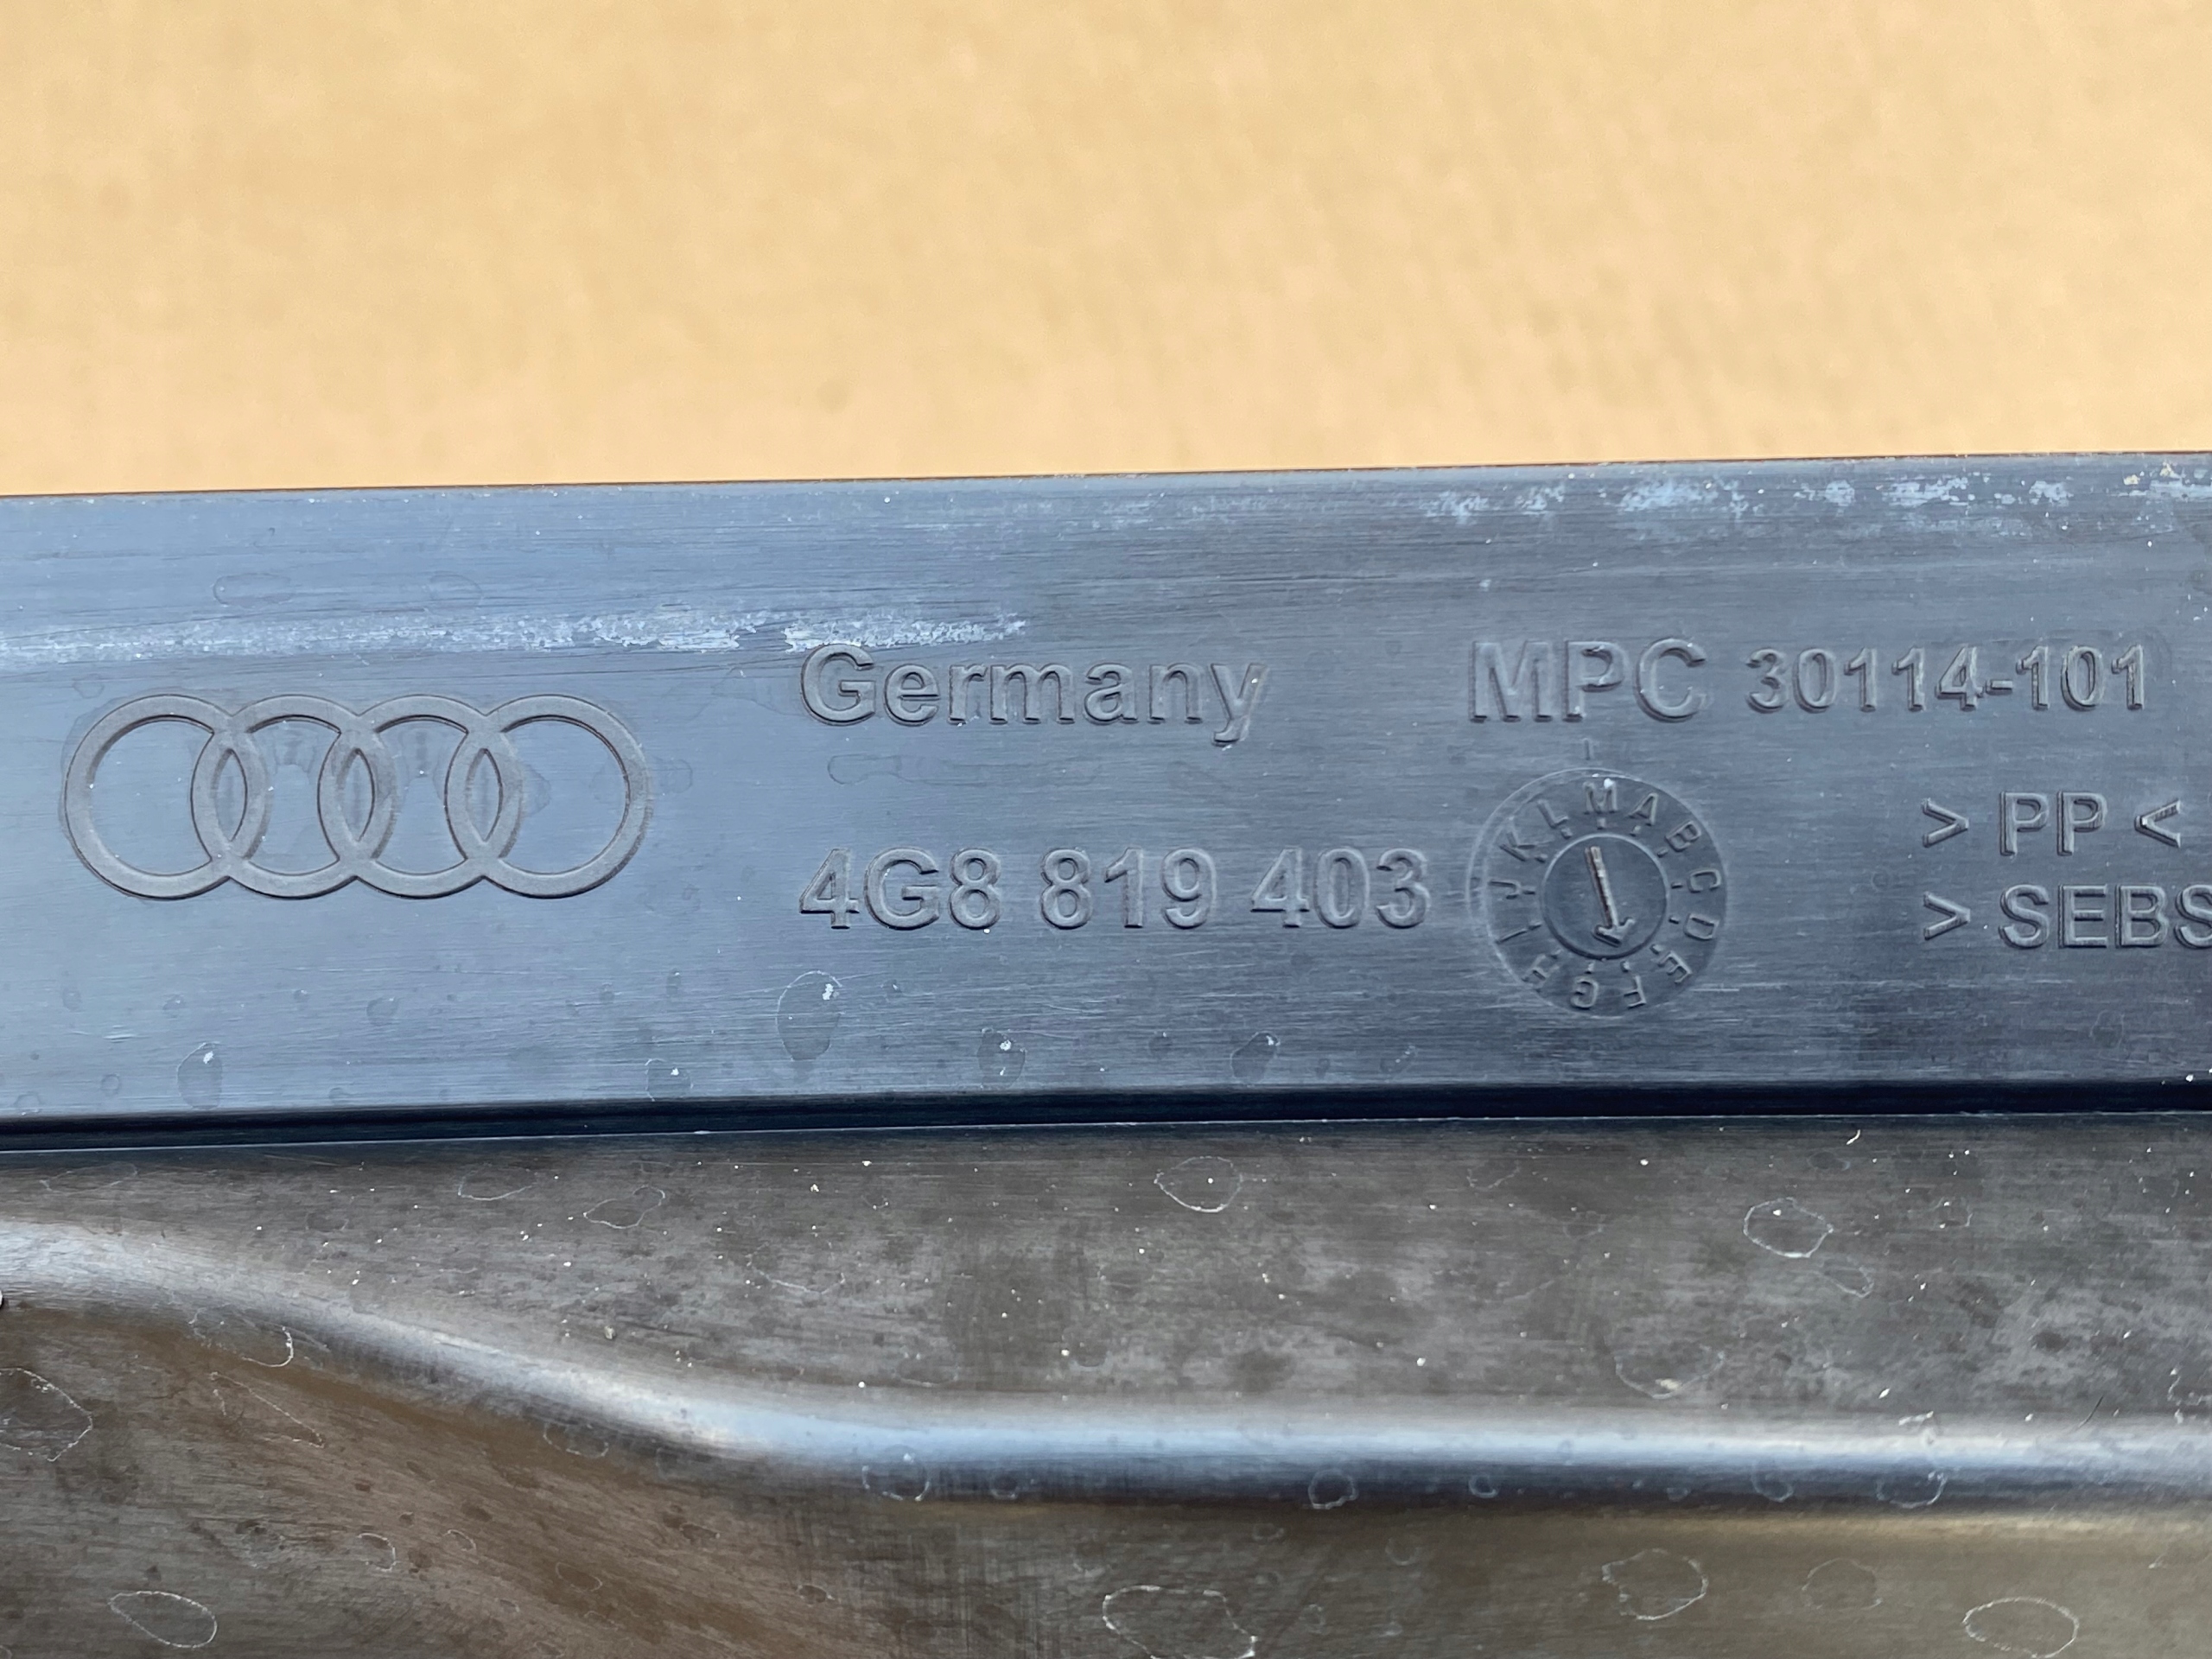 Germany MPC 30114-101
4G8 819 403
M A B C D E F G H I J K L
> PP <
> SEBS